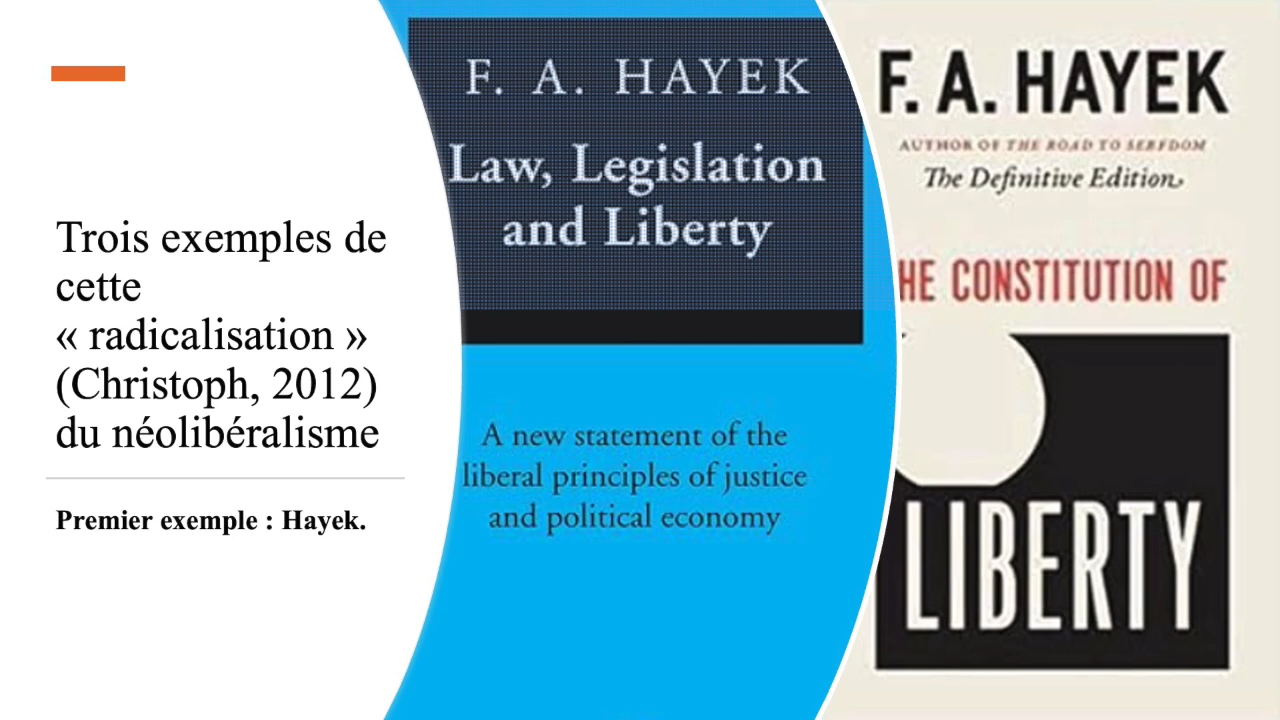 Trois exemples de
cette
« radicalisation »
(Christoph, 2012)
du néolibéralisme
Premier exemple : Hayek.
F. A. HAYEK
Law, Legislation
and Liberty
A new statement of the
liberal principles of justice
and political economy
F. A. HAYEK
AUTHOR OF THE ROAD TO SERFDOM
The Definitive Edition
HE CONSTITUTION OF
LIBERTY